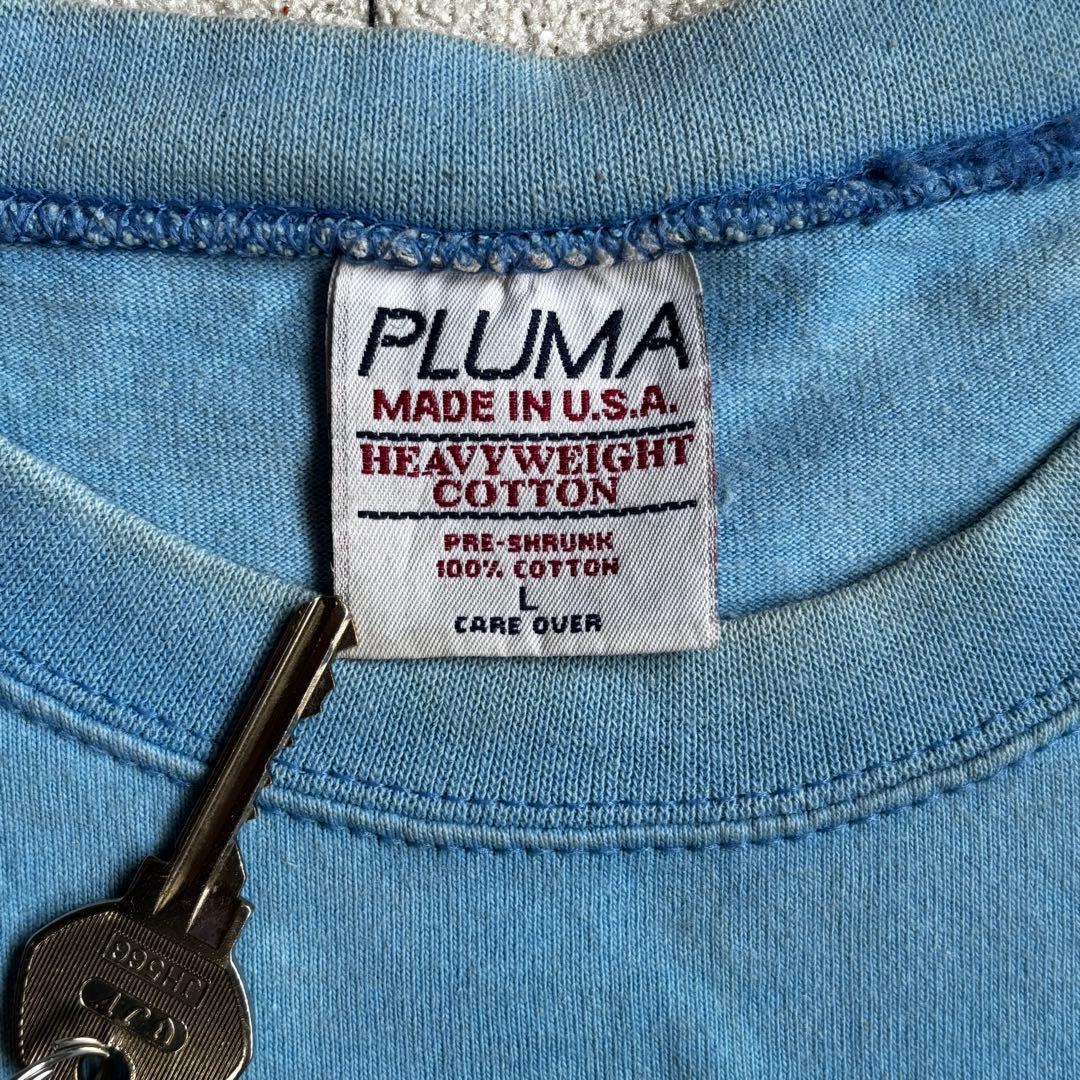 PLUMA
MADE IN U.S.A.
HEAVYWEIGHT
COTTON
PRE-SHRUNK
100% COTTON
L
CARE OVER